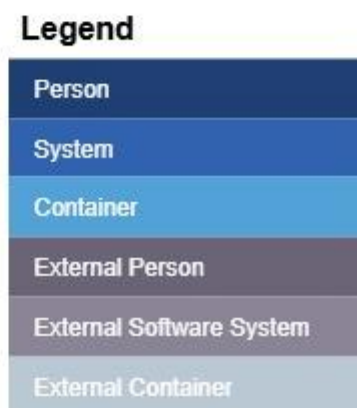 Legend
Person
System
Container
External Person
External Software System
External Container